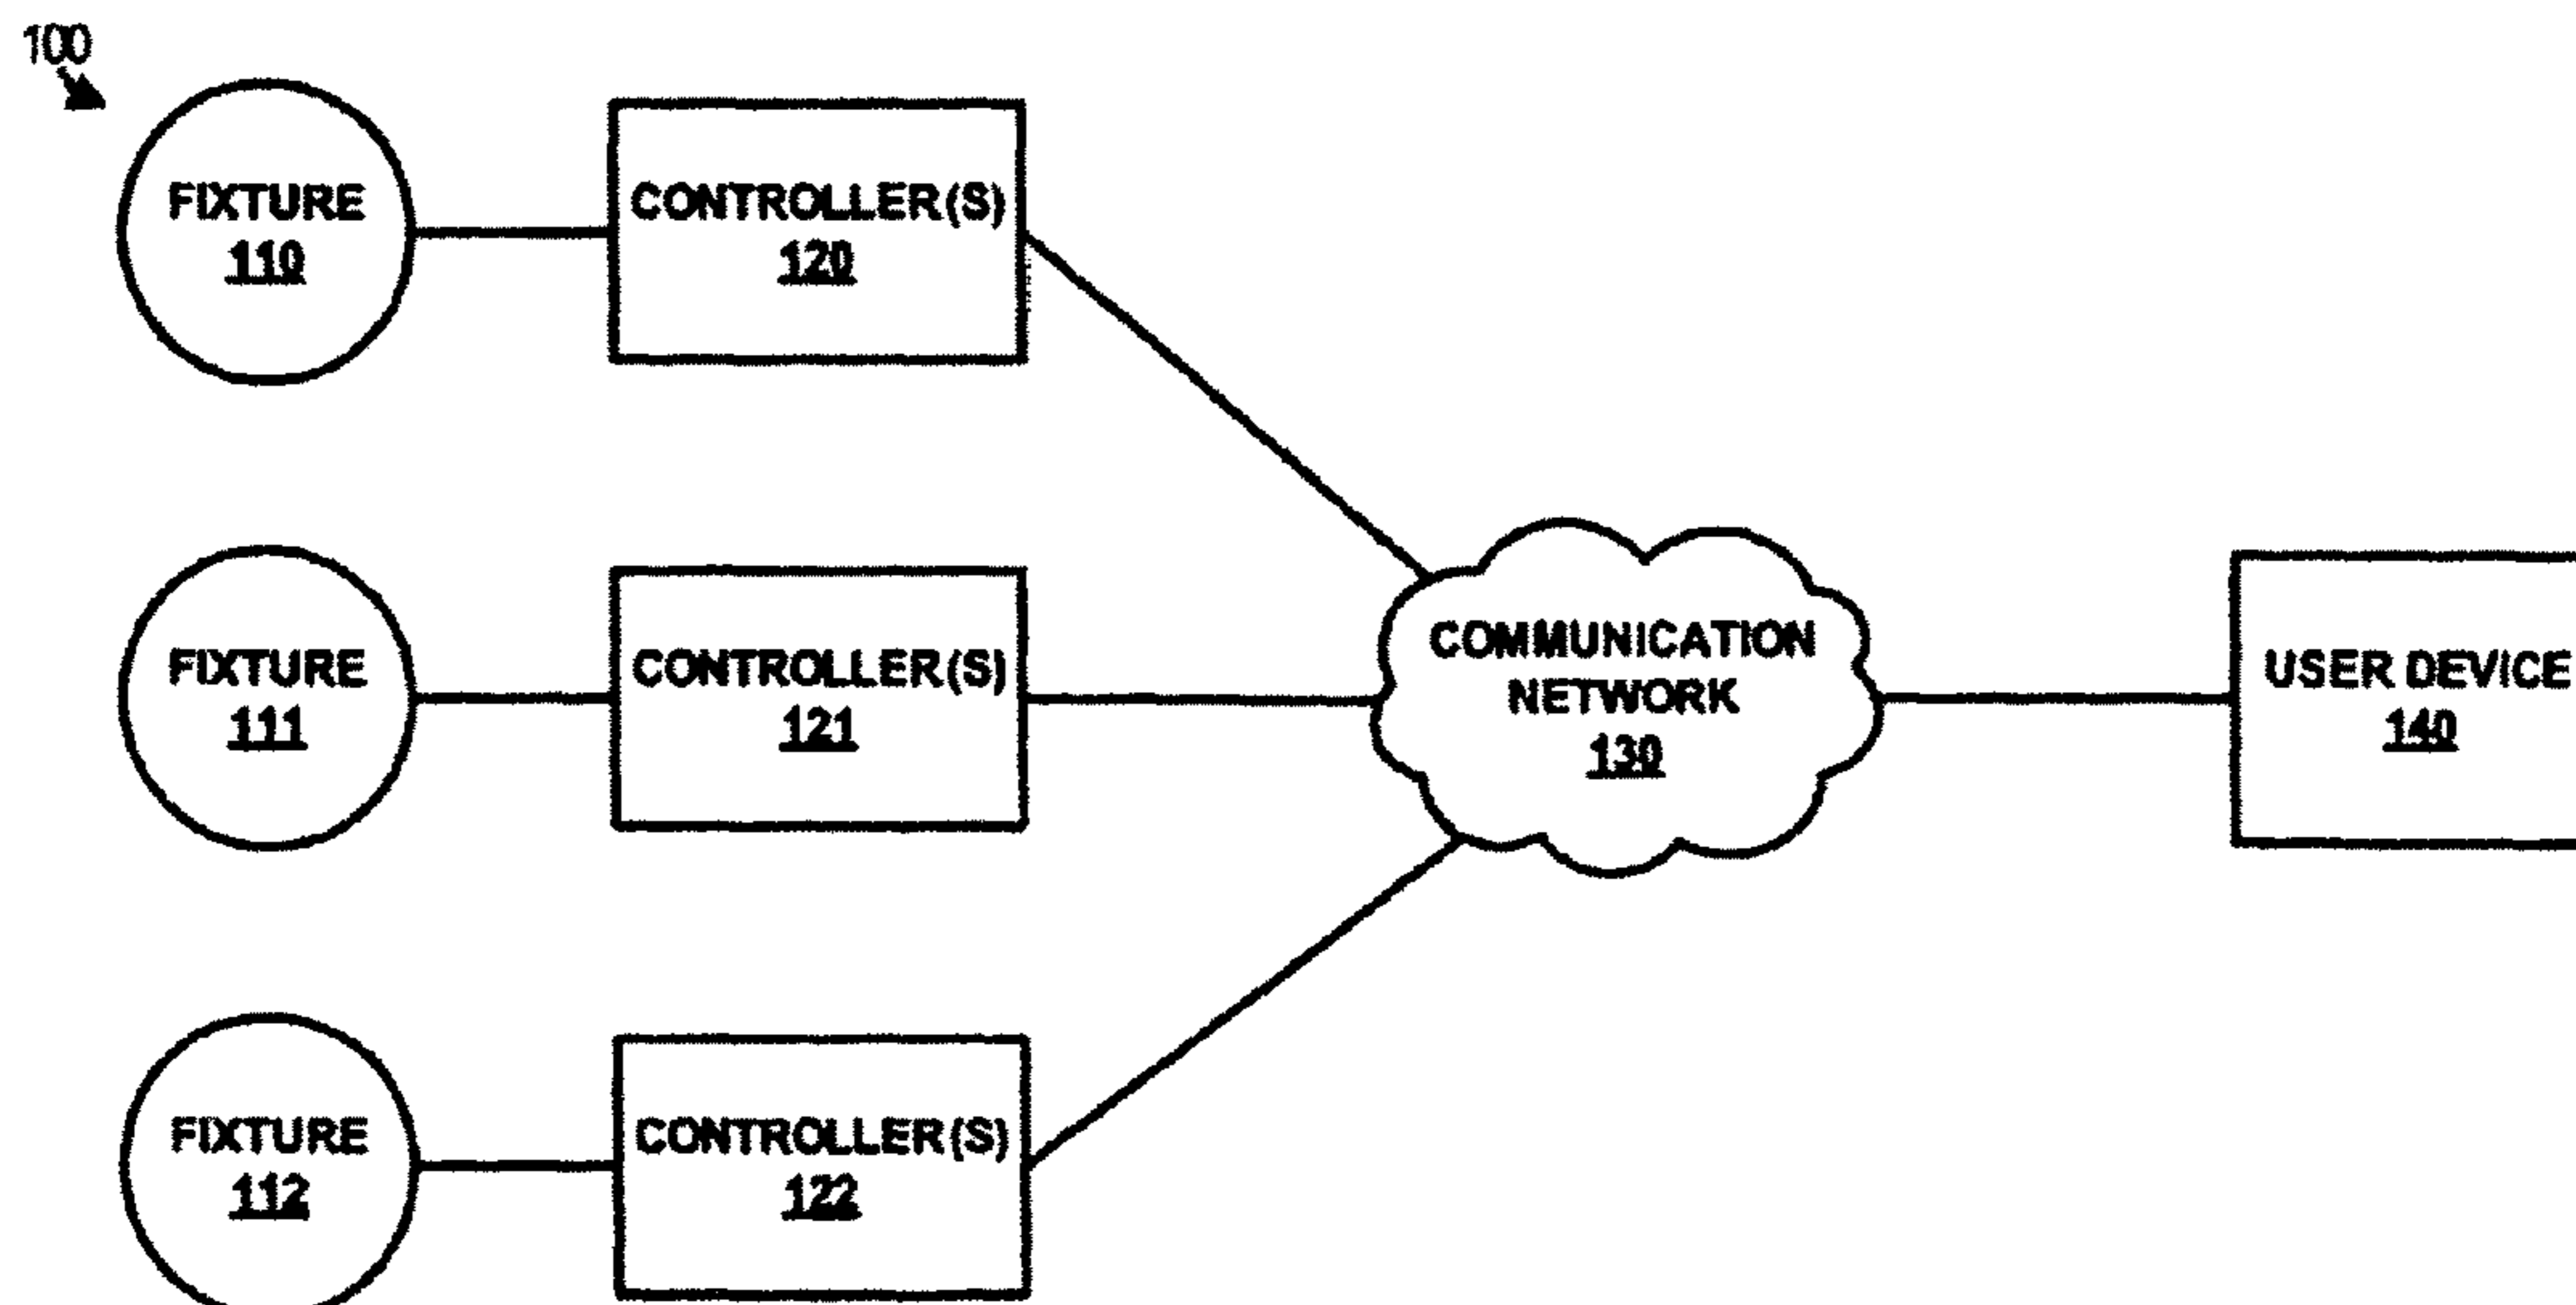 100
FIXTURE
110
CONTROLLER(S)
120
FIXTURE
111
CONTROLLER(S)
121
COMMUNICATION
NETWORK
130
USER DEVICE
140
FIXTURE
112
CONTROLLER(S)
122